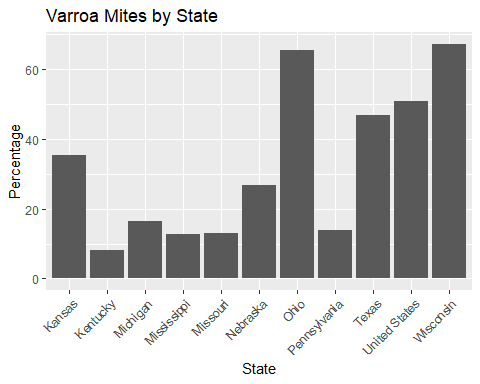 Varroa Mites by State
Percentage
60
40
20
0
Kansas
Kentucky
Michigan
Mississippi
Missouri
Nebraska
Ohio
Pennsylvania
Texas
United States
Wisconsin
State